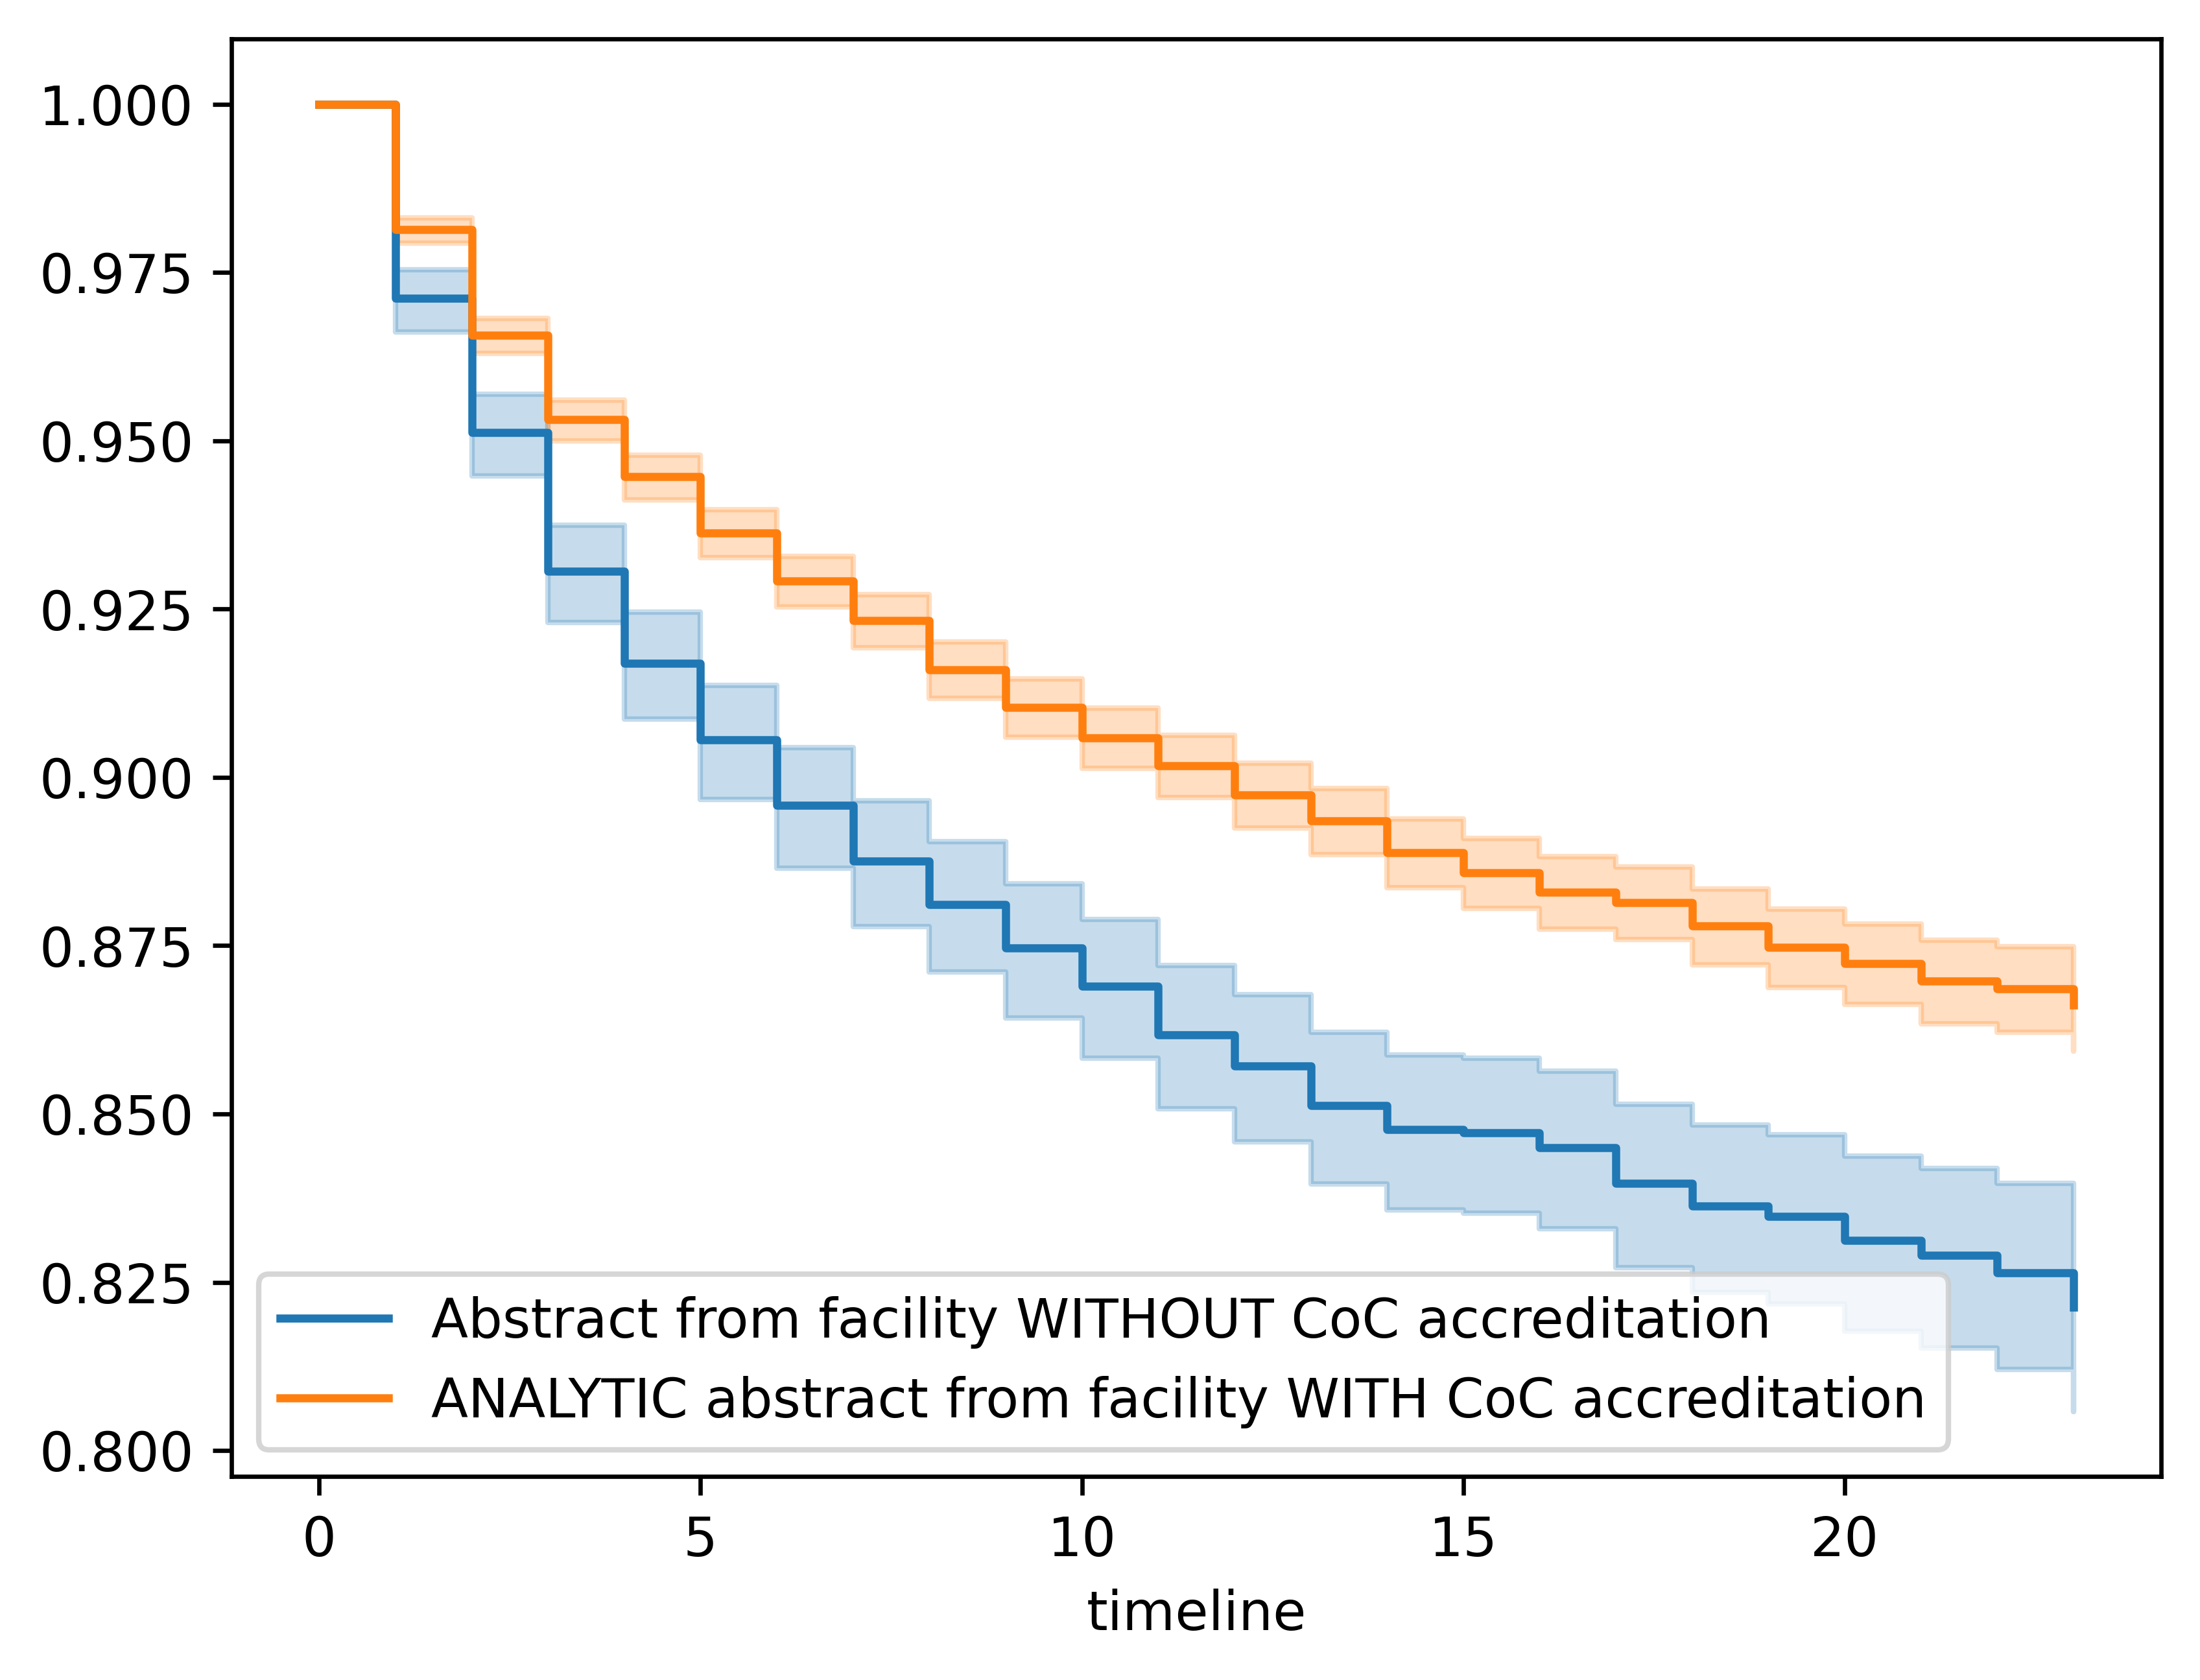 1.000
0.975
0.950
0.925
0.900
0.875
0.850
0.825
0.800
Abstract from facility WITHOUT CoC accreditation
ANALYTIC abstract from facility WITH CoC accreditation
0 5 10 15 20
timeline